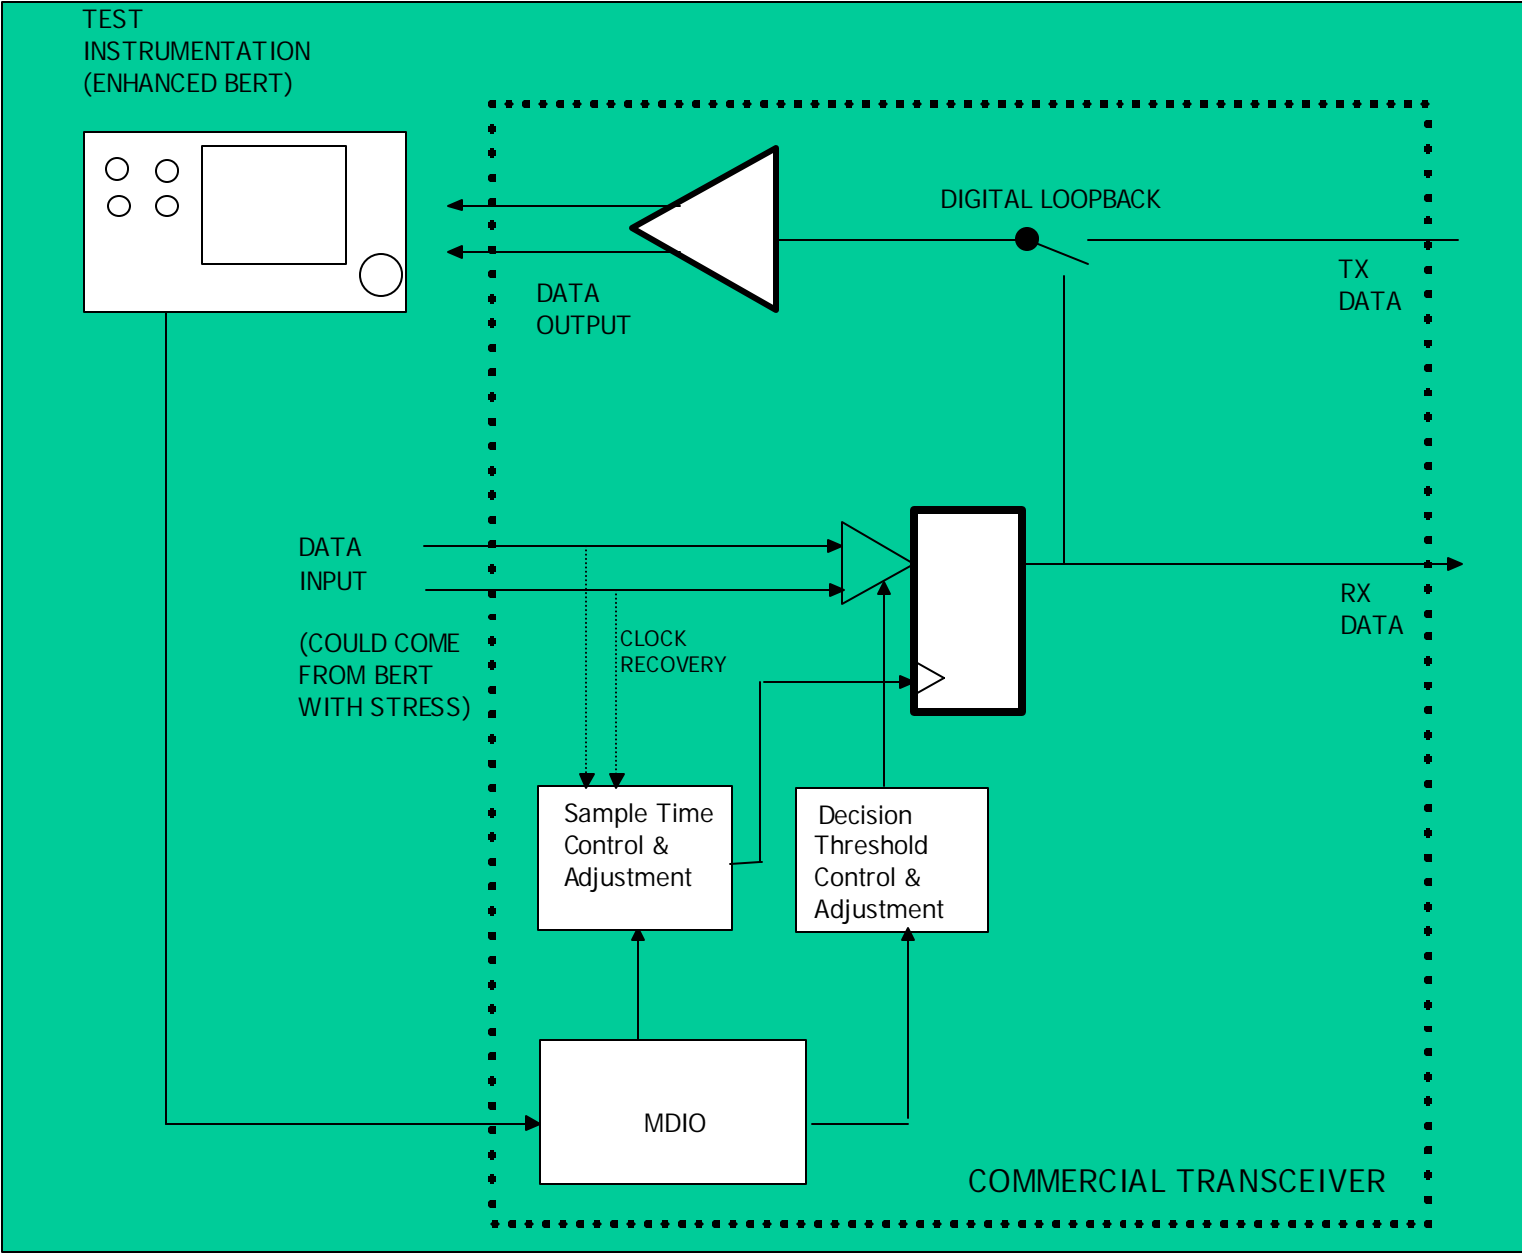 TEST
INSTRUMENTATION
(ENHANCED BERT)
DIGITAL LOOPBACK
TX
DATA
DATA
OUTPUT
DATA
INPUT
(COULD COME
FROM BERT
WITH STRESS)
CLOCK
RECOVERY
RX
DATA
Sample Time
Control &
Adjustment
Decision
Threshold
Control &
Adjustment
MDIO
COMMERCIAL TRANSCEIVER